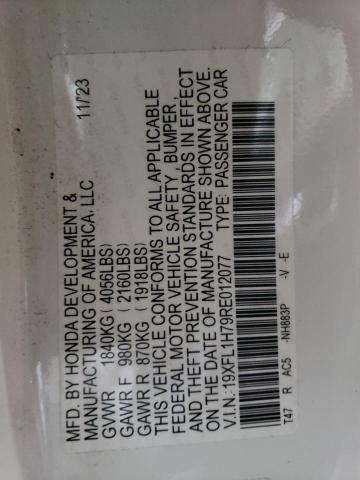 MFD. BY HONDA DEVELOPMENT & 11/23
MANUFACTURING OF AMERICA, LLC
GVWR 1840KG ( 4056LBS)
GAWR F 980KG ( 2160LBS)
GAWR R 870KG ( 1918LBS)
THIS VEHICLE CONFORMS TO ALL APPLICABLE
FEDERAL MOTOR VEHICLE SAFETY , BUMPER ,
AND THEFT PREVENTION STANDARDS IN EFFECT
ON THE DATE OF MANUFACTURE SHOWN ABOVE.
V.I.N.:19XFL1H79RE012077 TYPE: PASSENGER CAR
T47 R AC5 -NH883P -V -E